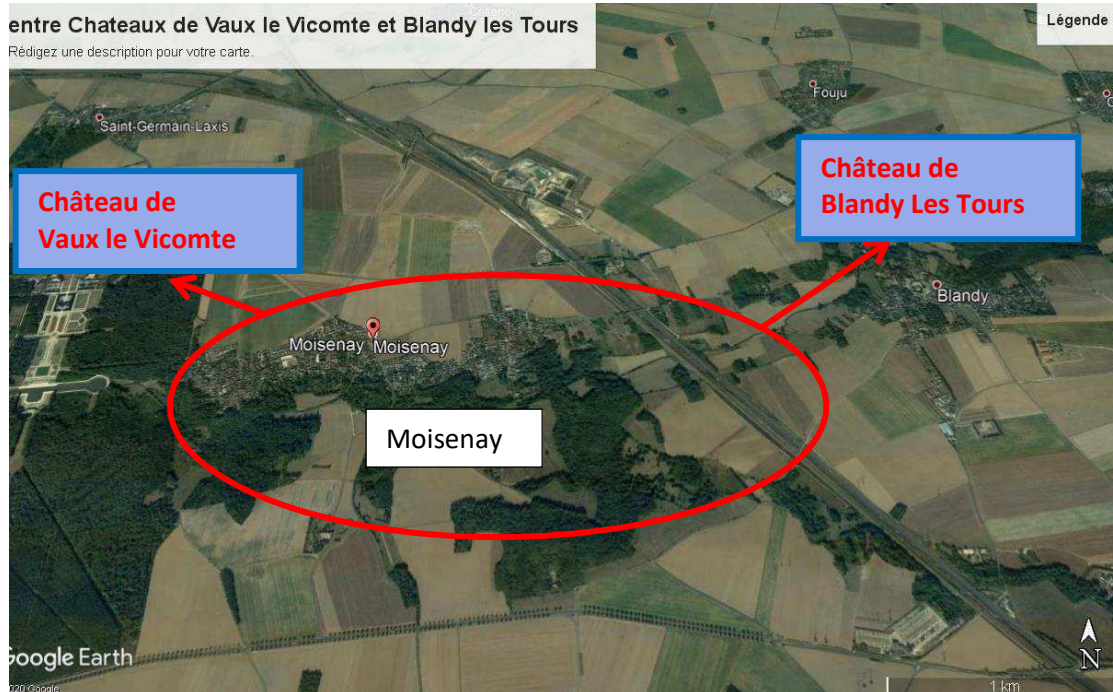 entre Chateaux de Vaux le Vicomte et Blandy les Tours
Rédigez une description pour votre carte.
Légende
Fouju
Saint-Germain-Laxis
Château de
Vaux le Vicomte
Château de
Blandy Les Tours
Blandy
Moisenay
Moisenay
Moisenay
Google Earth
N
1 km